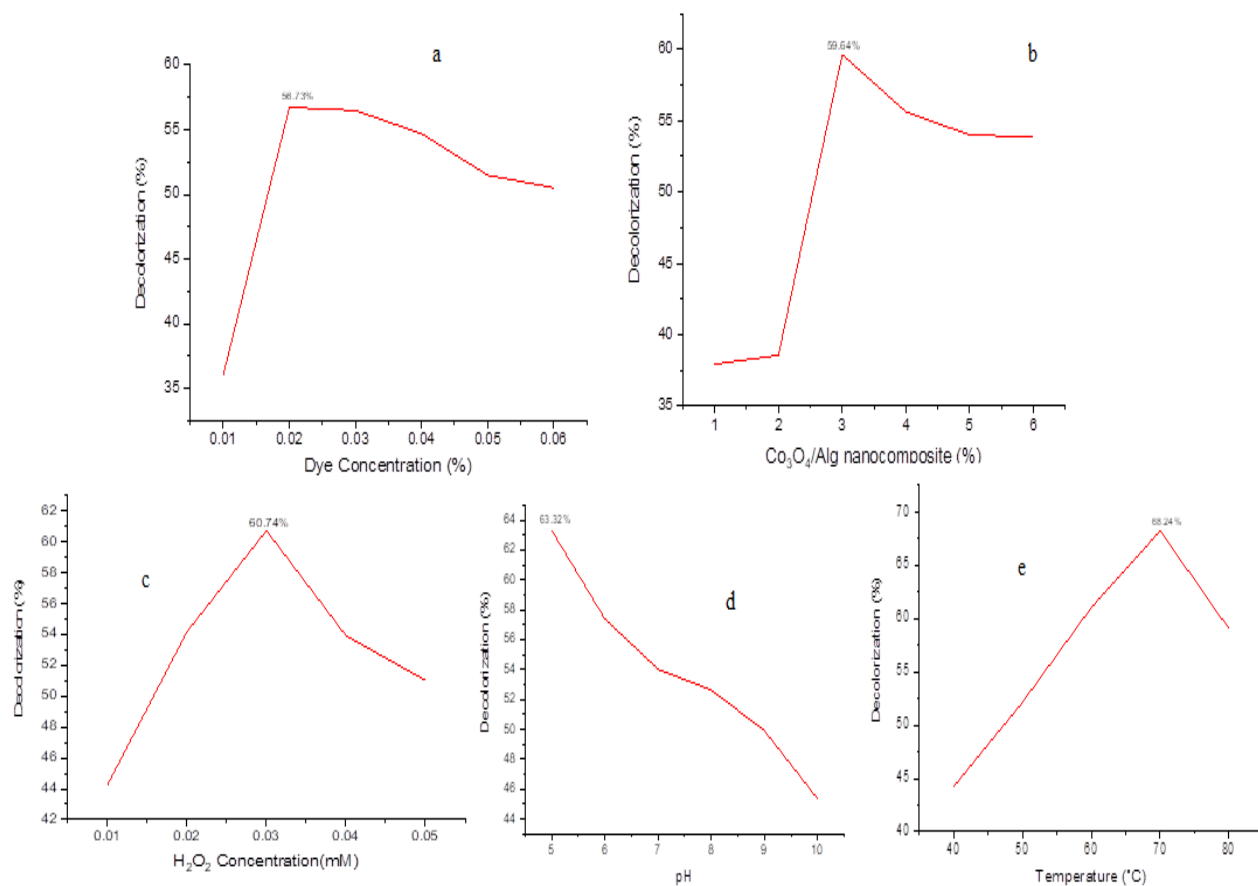 a
60
55
50
45
40
35
56.73%
Decolorization (%)
0.01 0.02 0.03 0.04 0.05 0.06
Dye Concentration (%)
b
60
55
50
45
40
35
59.64%
Decolorization (%)
1 2 3 4 5 6
Co₃O₄/Alg nanocomposite (%)
c
62
60
58
56
54
52
50
48
46
44
42
60.74%
Decolorization (%)
0.01 0.02 0.03 0.04 0.05
H₂O₂ Concentration(mM)
d
64
62
60
58
56
54
52
50
48
46
44
63.32%
Decolorization (%)
5 6 7 8 9 10
pH
e
70
65
60
55
50
45
40
68.24%
Decolorization (%)
40 50 60 70 80
Temperature (°C)